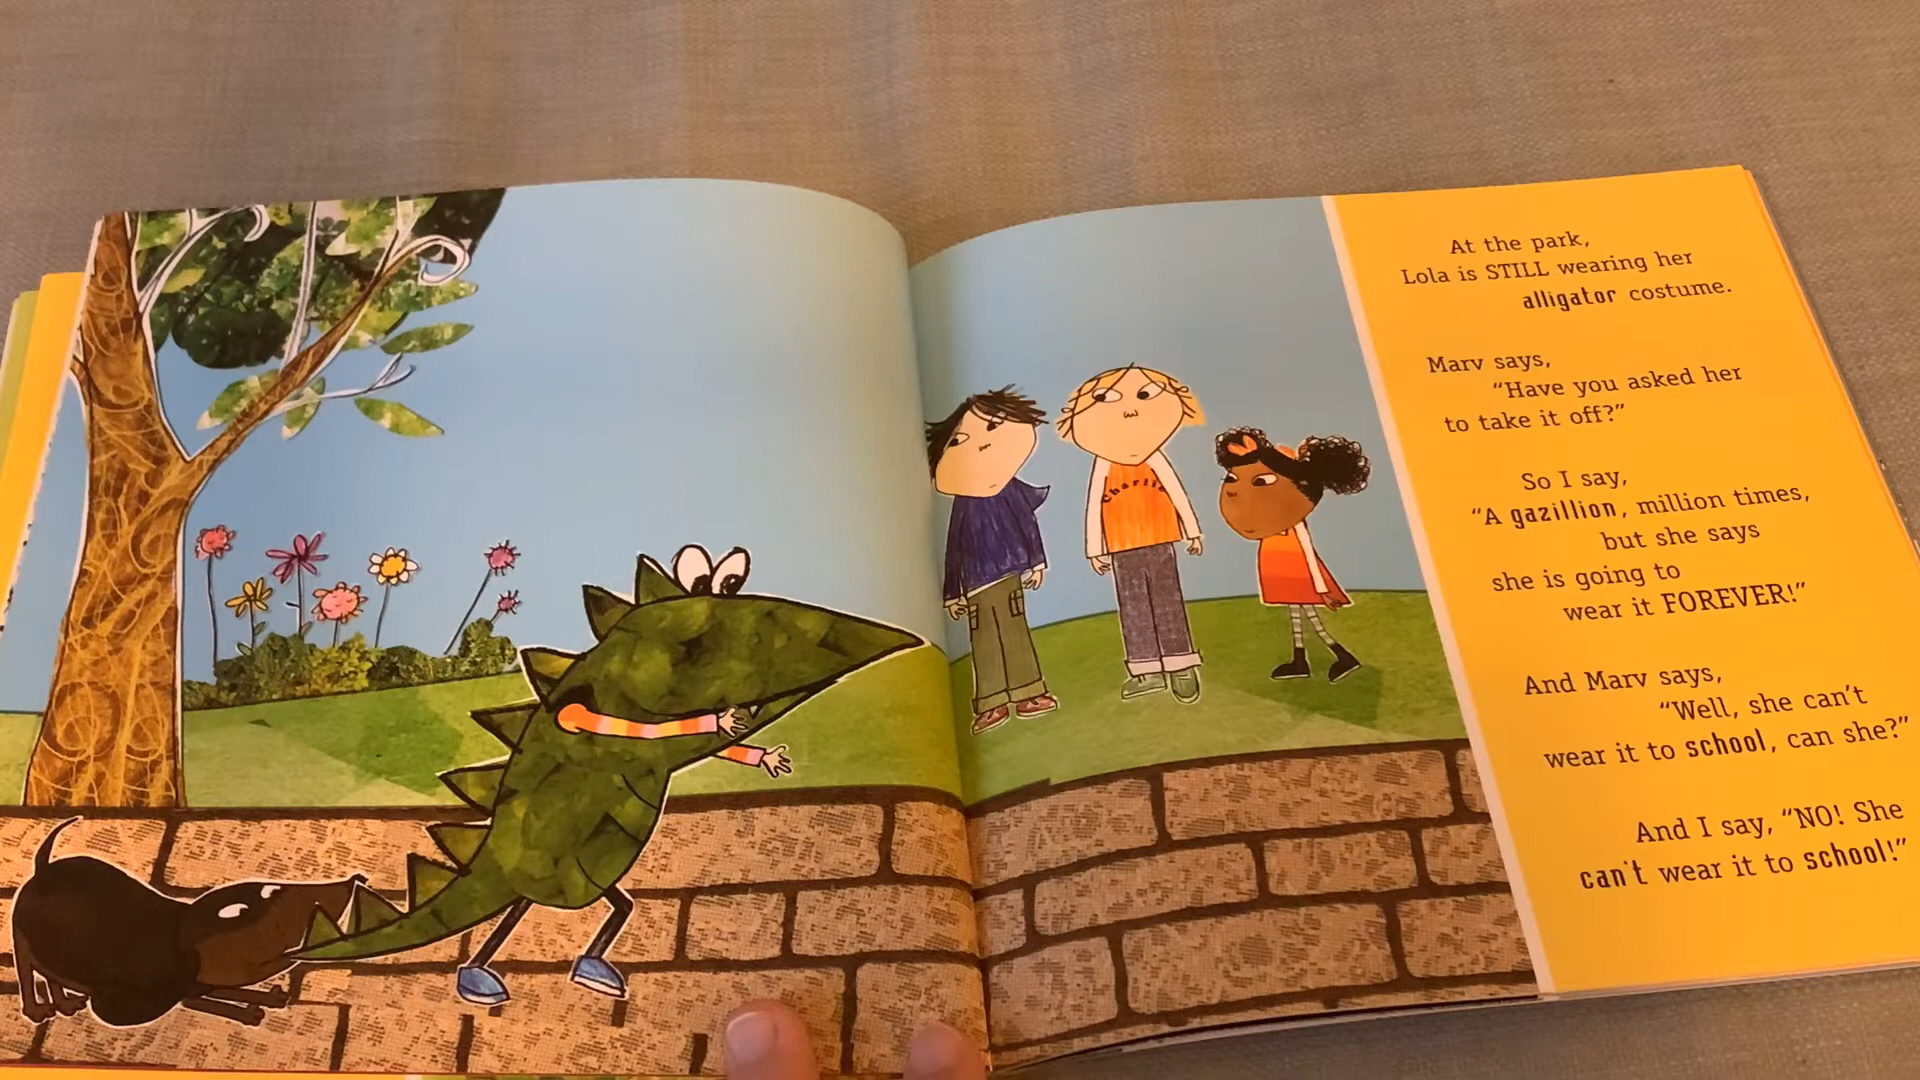 Charlie
At the park,
Lola is STILL wearing her
alligator costume.
Marv says,
“Have you asked her
to take it off?”
So I say,
“A gazillion, million times,
but she says
she is going to
wear it FOREVER!”
And Marv says,
“Well, she can't
wear it to school, can she?”
And I say, “NO! She
can't wear it to school!”